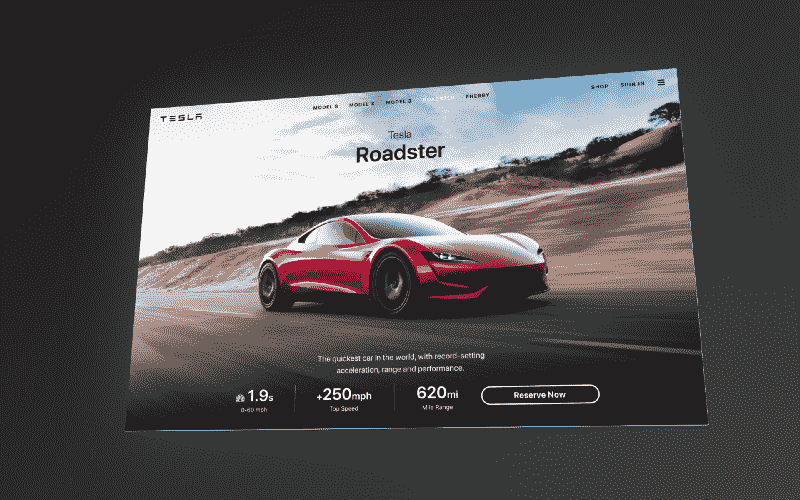 TESLA
MODEL S MODEL X MODEL 3 ROADSTER ENERGY
SHOP SIGN IN
Tesla
Roadster
The quickest car in the world, with record-setting
acceleration, range and performance.
1.9s
0-60 mph
+250mph
Top Speed
620mi
Mile Range
Reserve Now